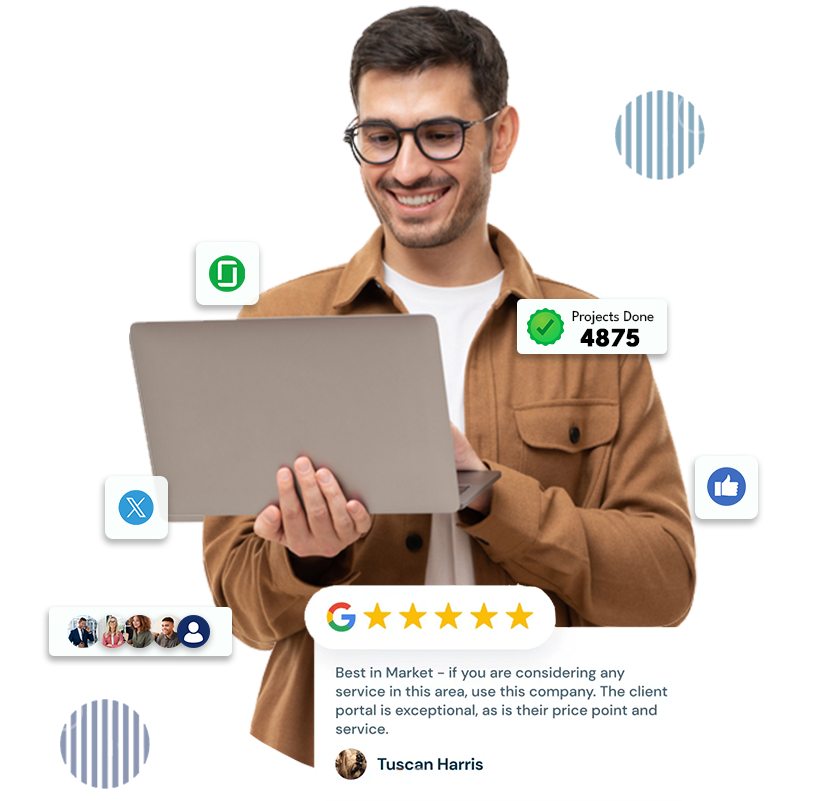 Projects Done
4875
Best in Market - if you are considering any
service in this area, use this company. The client
portal is exceptional, as is their price point and
service.
Tuscan Harris